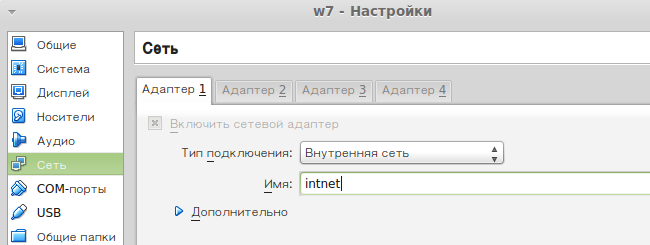 w7 - Настройки
Общие
Система
Дисплей
Носители
Аудио
Сеть
COM-порты
USB
Общие папки
Сеть
Адаптер 1 Адаптер 2 Адаптер 3 Адаптер 4
Включить сетевой адаптер
Тип подключения: Внутренняя сеть
Имя: intnet
Дополнительно